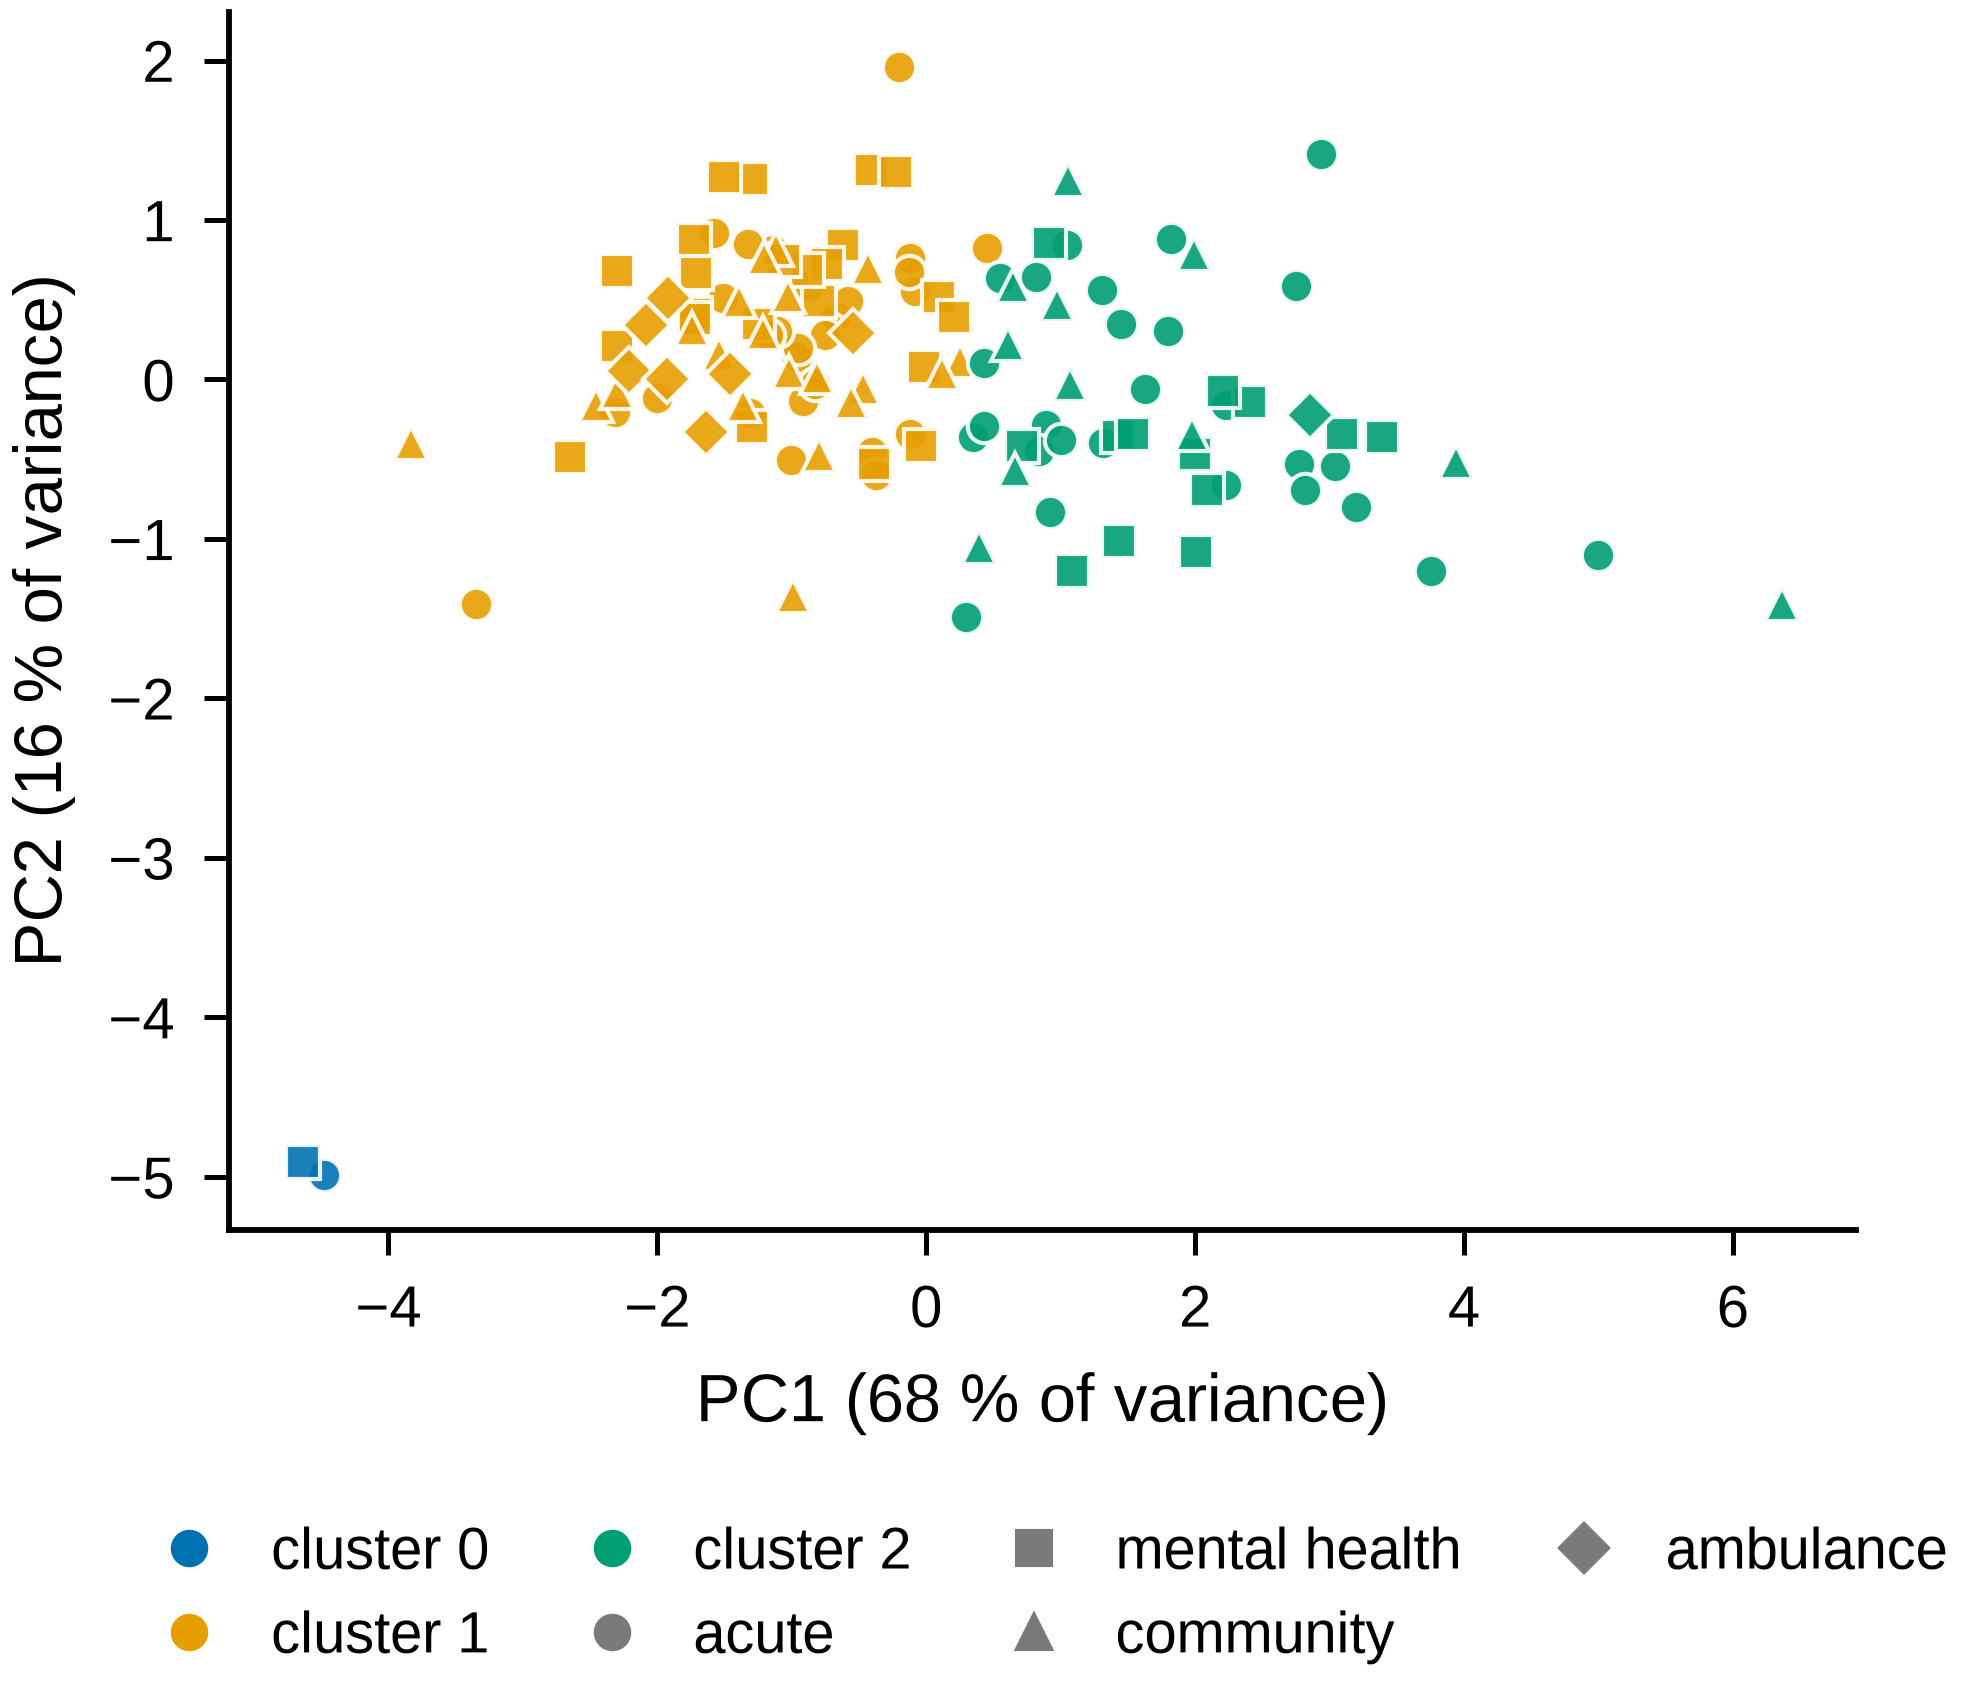 2
1
0
−1
−2
−3
−4
−5
PC2 (16 % of variance)
−4 −2 0 2 4 6
PC1 (68 % of variance)
cluster 0 cluster 2 mental health ambulance
cluster 1 acute community